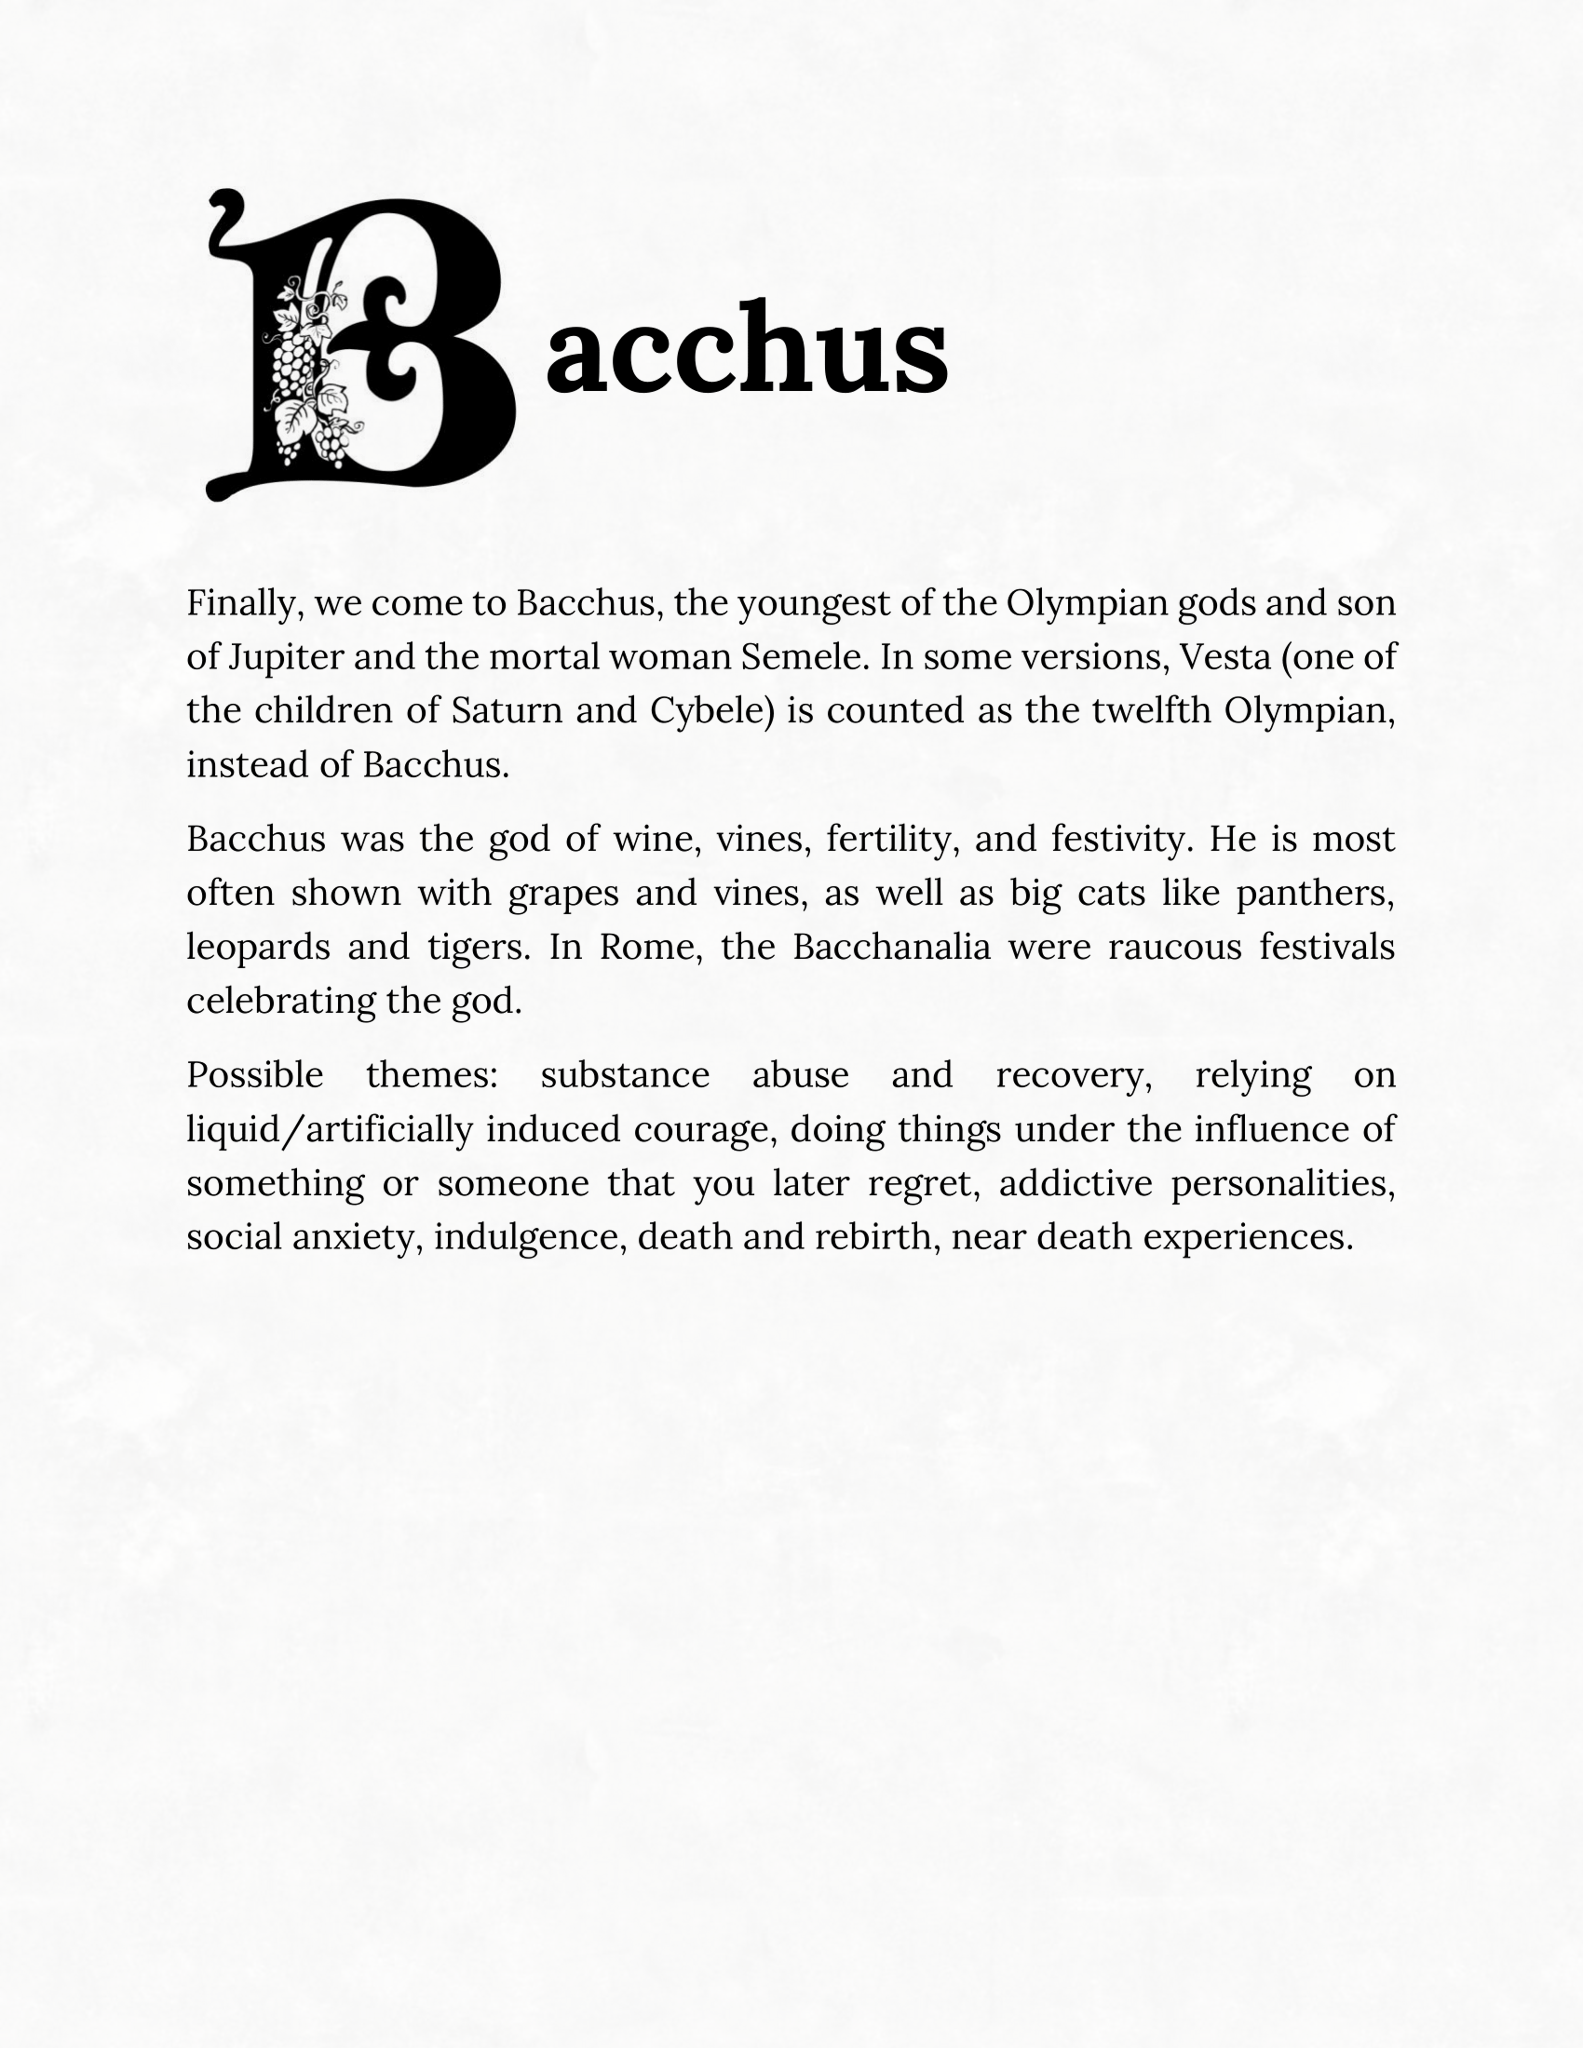 Bacchus
Finally, we come to Bacchus, the youngest of the Olympian gods and son
of Jupiter and the mortal woman Semele. In some versions, Vesta (one of
the children of Saturn and Cybele) is counted as the twelfth Olympian,
instead of Bacchus.
Bacchus was the god of wine, vines, fertility, and festivity. He is most
often shown with grapes and vines, as well as big cats like panthers,
leopards and tigers. In Rome, the Bacchanalia were raucous festivals
celebrating the god.
Possible themes: substance abuse and recovery, relying on
liquid/artificially induced courage, doing things under the influence of
something or someone that you later regret, addictive personalities,
social anxiety, indulgence, death and rebirth, near death experiences.